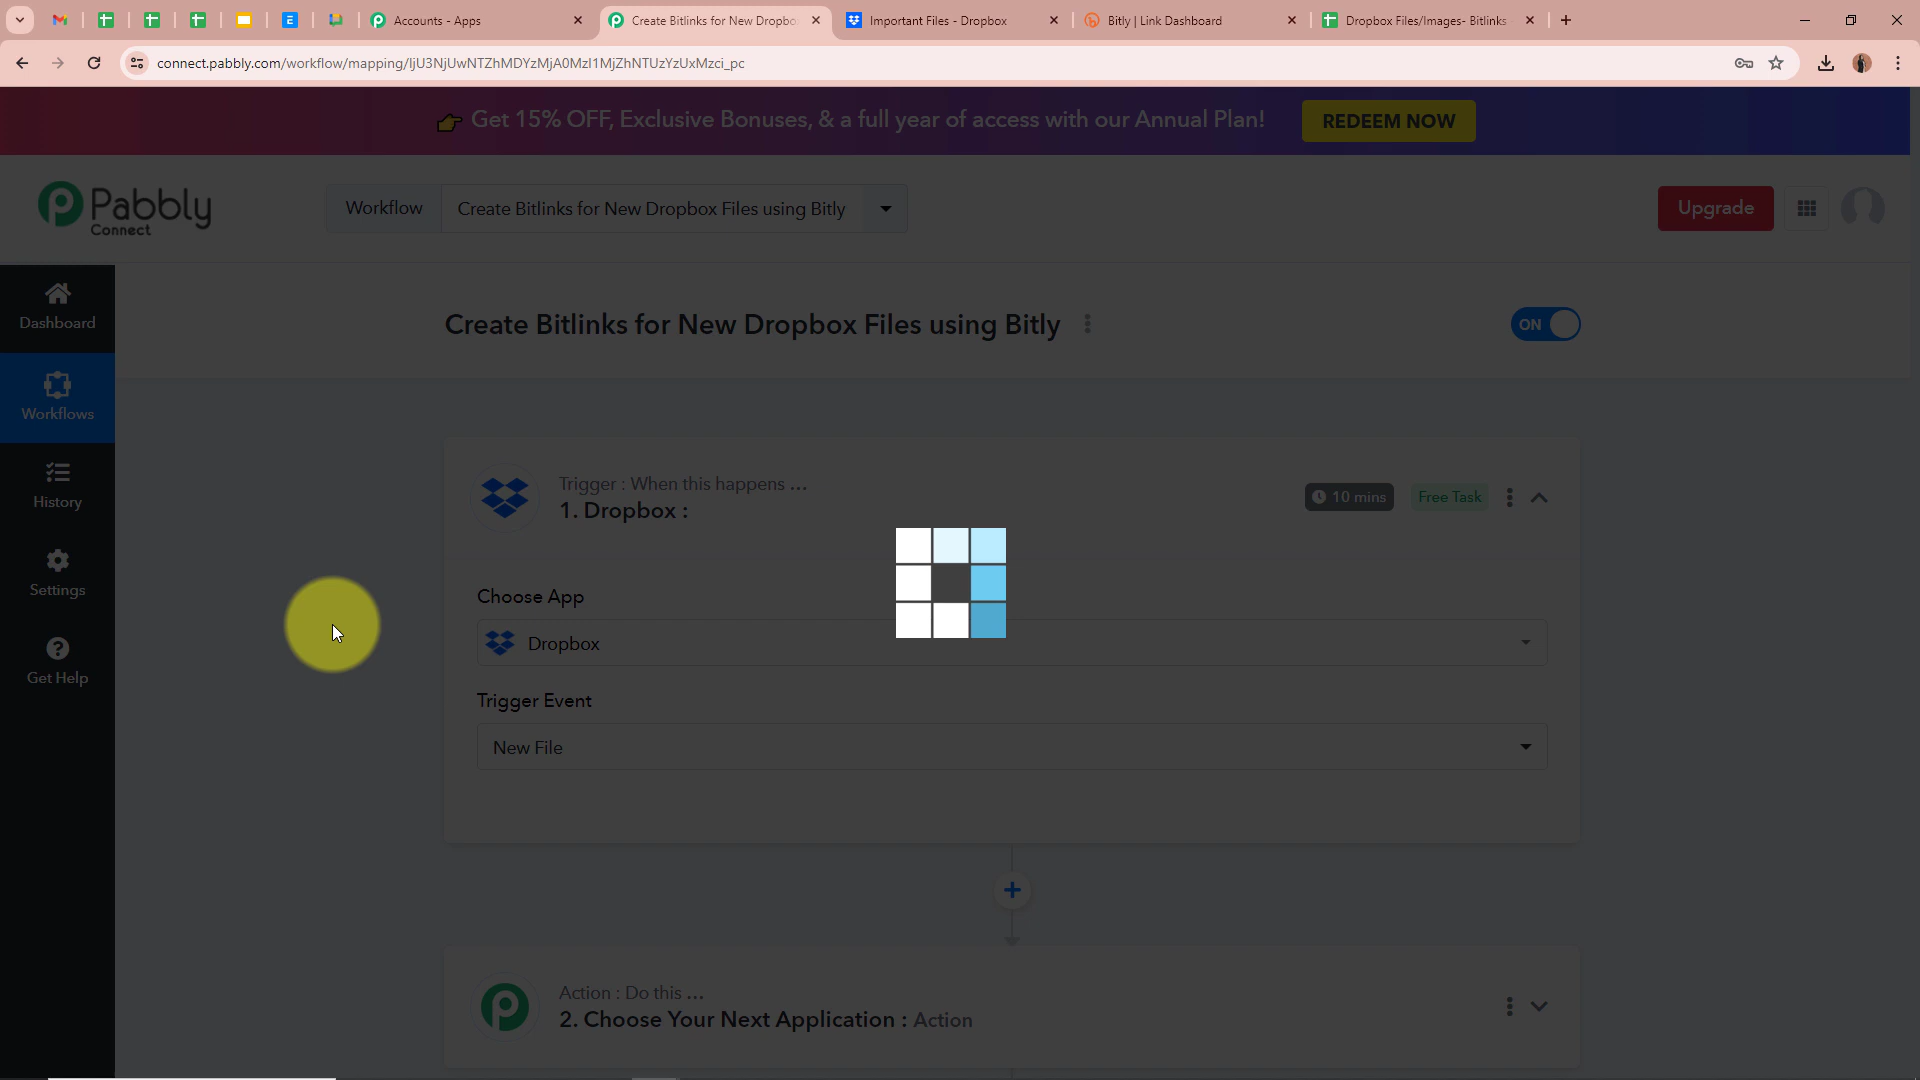 Accounts - Apps
Create Bitlinks for New Dropbo
Important Files - Dropbox
Bitly | Link Dashboard
Dropbox Files/Images- Bitlinks
connect.pabbly.com/workflow/mapping/IjU3NjUwNTZhMDYzMjA0MzI1MjZhNTUzYzUxMzci_pc
Get 15% OFF, Exclusive Bonuses, & a full year of access with our Annual Plan!
REDEEM NOW
Pabbly
Connect
Workflow
Create Bitlinks for New Dropbox Files using Bitly
Upgrade
Dashboard
Workflows
History
Settings
Get Help
Create Bitlinks for New Dropbox Files using Bitly
ON
Trigger : When this happens ...
1. Dropbox :
10 mins
Free Task
Choose App
Dropbox
Trigger Event
New File
Action : Do this ...
2. Choose Your Next Application : Action